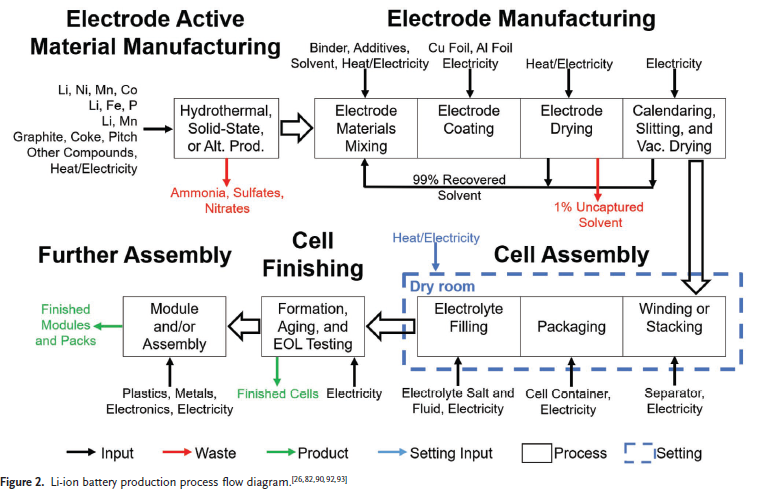 Electrode Active
Material Manufacturing
Electrode Manufacturing
Li, Ni, Mn, Co
Li, Fe, P
Li, Mn
Graphite, Coke, Pitch
Other Compounds,
Heat/Electricity
Hydrothermal,
Solid-State,
or Alt. Prod.
Ammonia, Sulfates,
Nitrates
Binder, Additives,
Solvent, Heat/Electricity
Cu Foil, Al Foil
Electricity
Heat/Electricity
Electricity
Electrode
Materials
Mixing
Electrode
Coating
Electrode
Drying
Calendaring,
Slitting, and
Vac. Drying
99% Recovered
Solvent
1% Uncaptured
Solvent
Further Assembly
Cell
Finishing
Heat/Electricity
Cell Assembly
Dry room
Finished
Modules
and Packs
Module
and/or
Assembly
Formation,
Aging, and
EOL Testing
Electrolyte
Filling
Packaging
Winding or
Stacking
Plastics, Metals,
Electronics, Electricity
Finished Cells
Electricity
Electrolyte Salt and
Fluid, Electricity
Cell Container,
Electricity
Separator,
Electricity
Input
Waste
Product
Setting Input
Process
Setting
Figure 2. Li-ion battery production process flow diagram.[26,82,90,92,93]